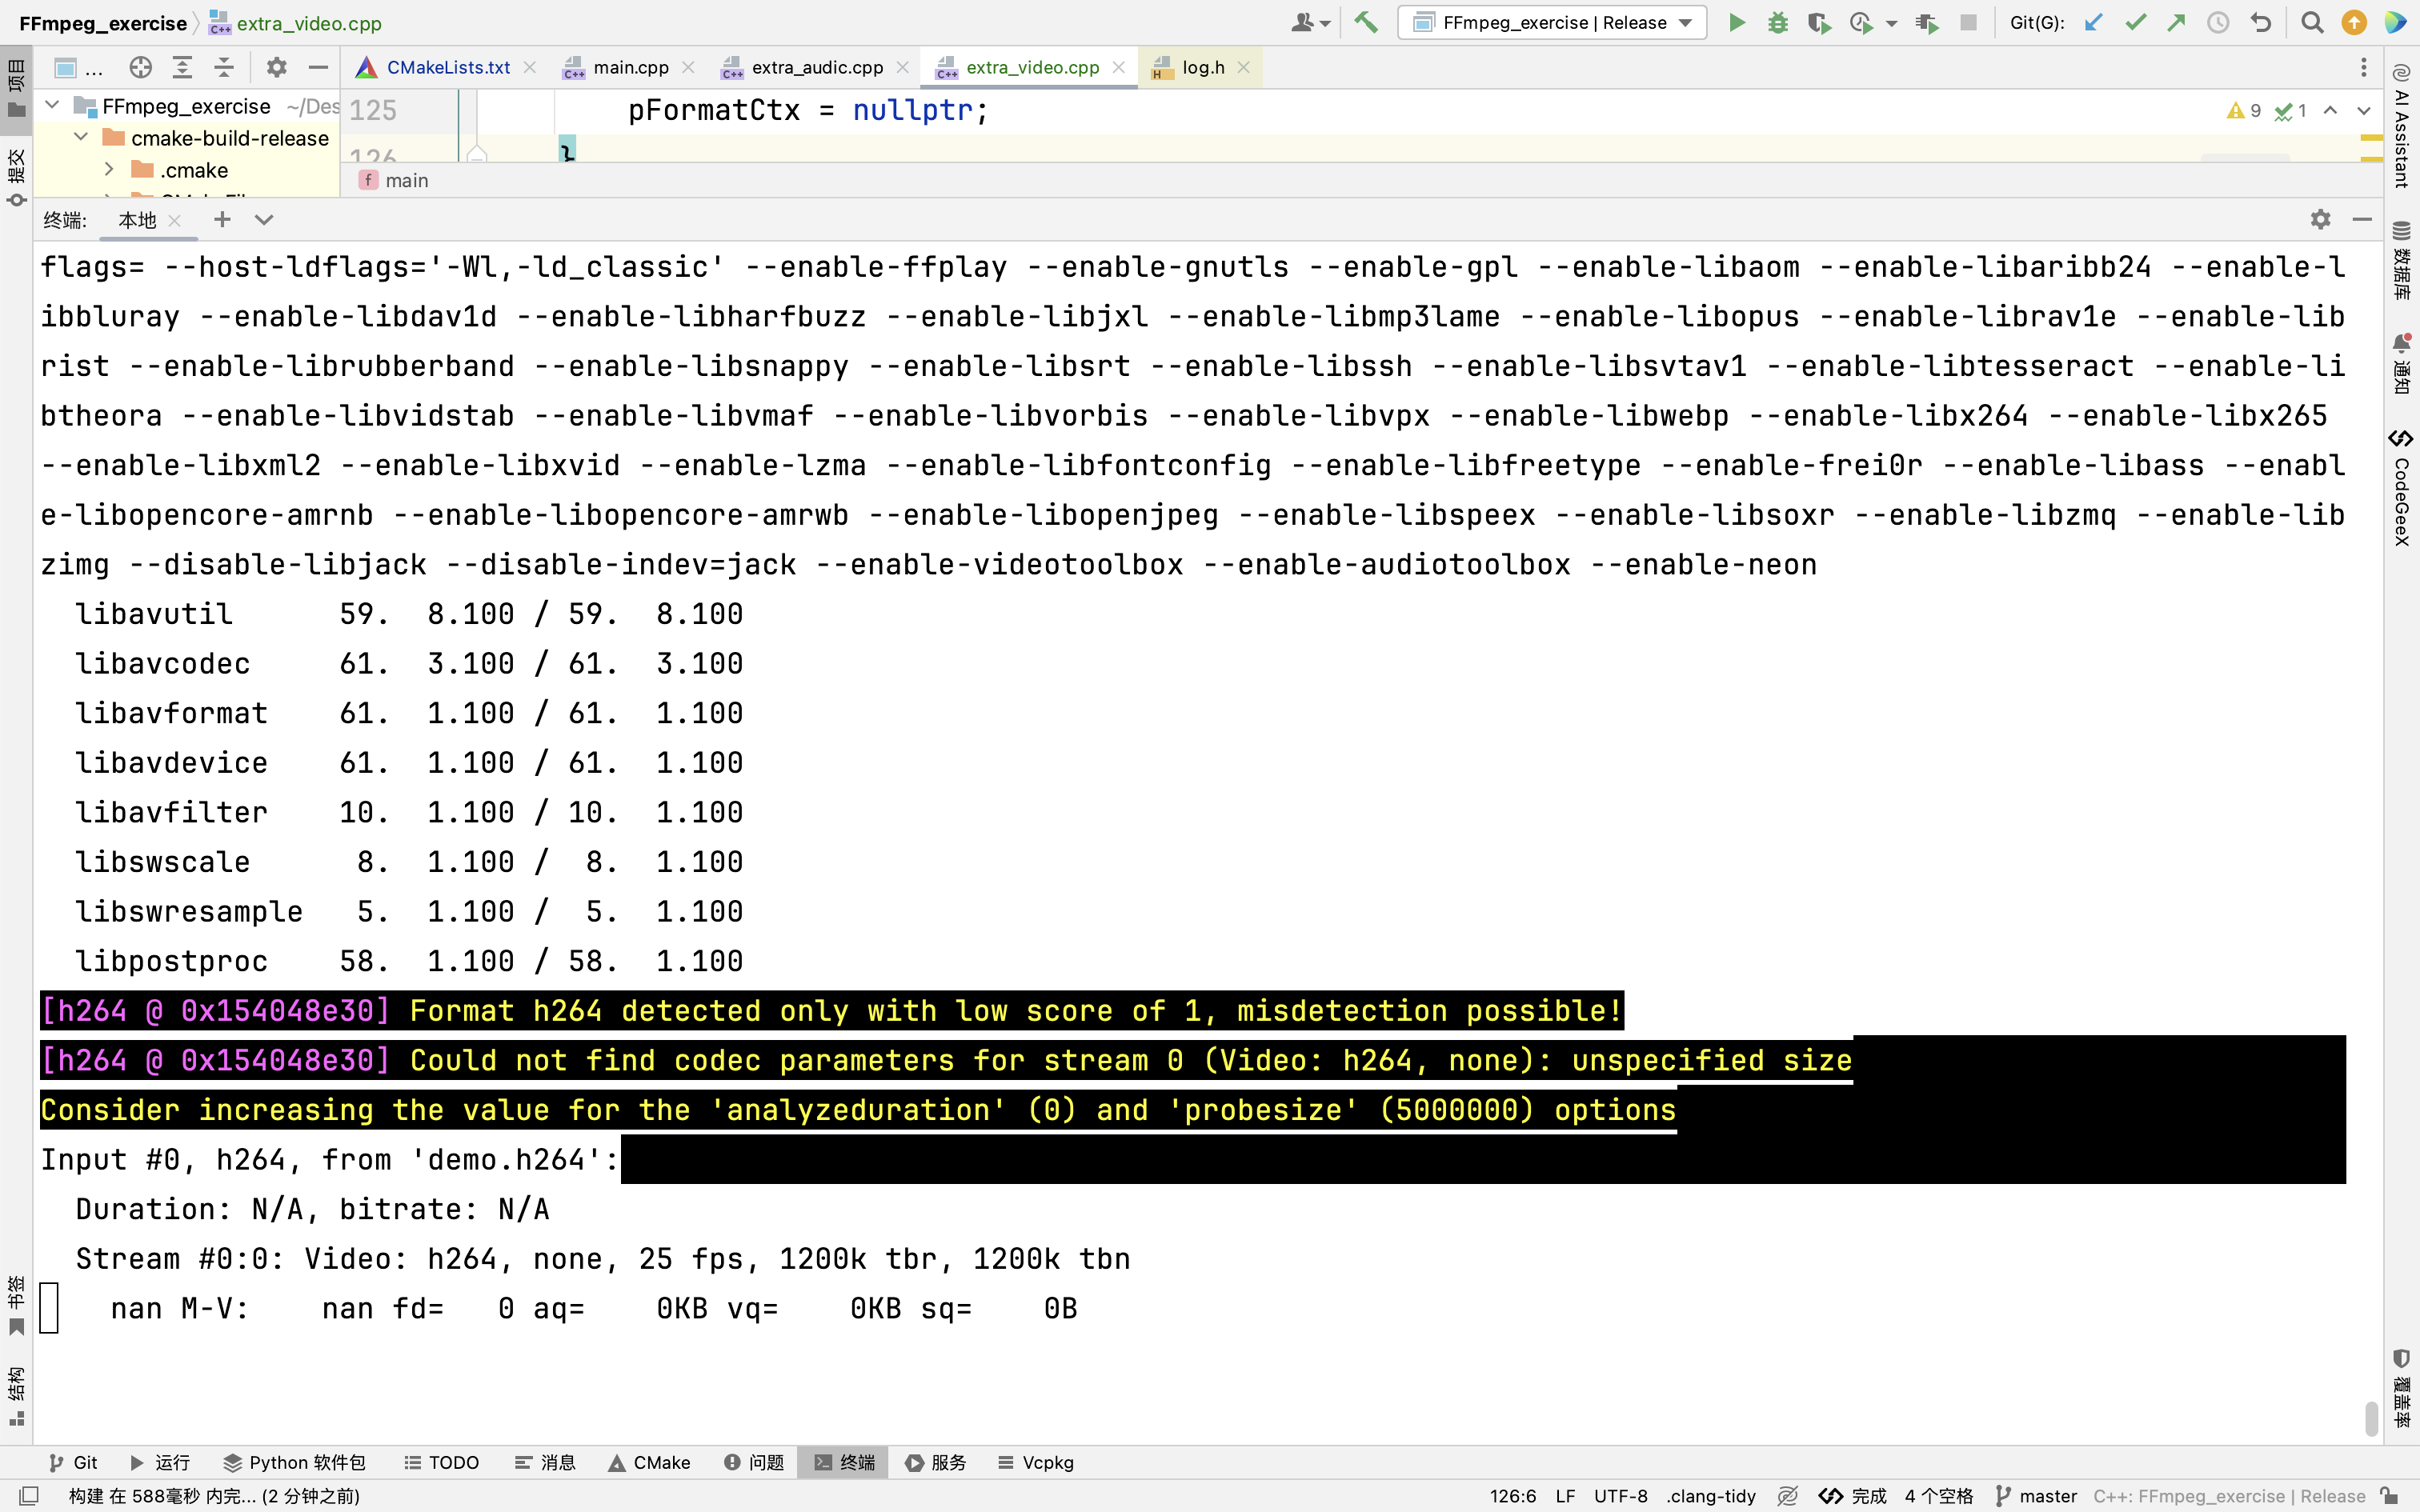 FFmpeg_exercise extra_video.cpp
FFmpeg_exercise | Release
Git(G):
项目
...
CMakeLists.txt
main.cpp
extra_audic.cpp
extra_video.cpp
log.h
FFmpeg_exercise ~/Des
cmake-build-release
.cmake
125 pFormatCtx = nullptr;
126 }
9 1
f main
提交
终端: 本地
flags= --host-ldflags='-Wl,-ld_classic' --enable-ffplay --enable-gnutls --enable-gpl --enable-libaom --enable-libaribb24 --enable-l
ibbluray --enable-libdav1d --enable-libharfbuzz --enable-libjxl --enable-libmp3lame --enable-libopus --enable-librav1e --enable-lib
rist --enable-librubberband --enable-libsnappy --enable-libsrt --enable-libssh --enable-libsvtav1 --enable-libtesseract --enable-li
btheora --enable-libvidstab --enable-libvmaf --enable-libvorbis --enable-libvpx --enable-libwebp --enable-libx264 --enable-libx265
--enable-libxml2 --enable-libxvid --enable-lzma --enable-libfontconfig --enable-libfreetype --enable-frei0r --enable-libass --enabl
e-libopencore-amrnb --enable-libopencore-amrwb --enable-libopenjpeg --enable-libspeex --enable-libsoxr --enable-libzmq --enable-lib
zimg --disable-libjack --disable-indev=jack --enable-videotoolbox --enable-audiotoolbox --enable-neon
libavutil 59. 8.100 / 59. 8.100
libavcodec 61. 3.100 / 61. 3.100
libavformat 61. 1.100 / 61. 1.100
libavdevice 61. 1.100 / 61. 1.100
libavfilter 10. 1.100 / 10. 1.100
libswscale 8. 1.100 / 8. 1.100
libswresample 5. 1.100 / 5. 1.100
libpostproc 58. 1.100 / 58. 1.100
[h264 @ 0x154048e30] Format h264 detected only with low score of 1, misdetection possible!
[h264 @ 0x154048e30] Could not find codec parameters for stream 0 (Video: h264, none): unspecified size
Consider increasing the value for the 'analyzeduration' (0) and 'probesize' (5000000) options
Input #0, h264, from 'demo.h264':
Duration: N/A, bitrate: N/A
Stream #0:0: Video: h264, none, 25 fps, 1200k tbr, 1200k tbn
nan M-V: nan fd= 0 aq= 0KB vq= 0KB sq= 0B
书签
结构
AI Assistant
数据库
通知
CodeGeeX
覆盖率
Git 运行 Python 软件包 TODO 消息 CMake 问题 终端 服务 Vcpkg
构建 在 588毫秒 内完... (2 分钟之前)
126:6 LF UTF-8 .clang-tidy 完成 4 个空格 master C++: FFmpeg_exercise | Release